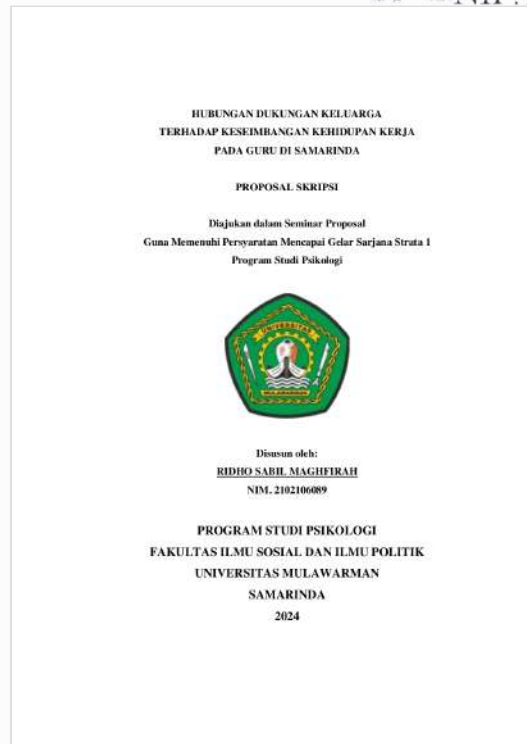 HUBUNGAN DUKUNGAN KELUARGA
TERHADAP KESEIMBANGAN KEHIDUPAN KERJA
PADA GURU DI SAMARINDA
PROPOSAL SKRIPSI
Diajukan dalam Seminar Proposal
Guna Memenuhi Persyaratan Mencapai Gelar Sarjana Strata 1
Program Studi Psikologi
UNIVERSITAS
MULAWARMAN
Disusun oleh:
RIDHO SABIL MAGHFIRAH
NIM. 2102106089
PROGRAM STUDI PSIKOLOGI
FAKULTAS ILMU SOSIAL DAN ILMU POLITIK
UNIVERSITAS MULAWARMAN
SAMARINDA
2024